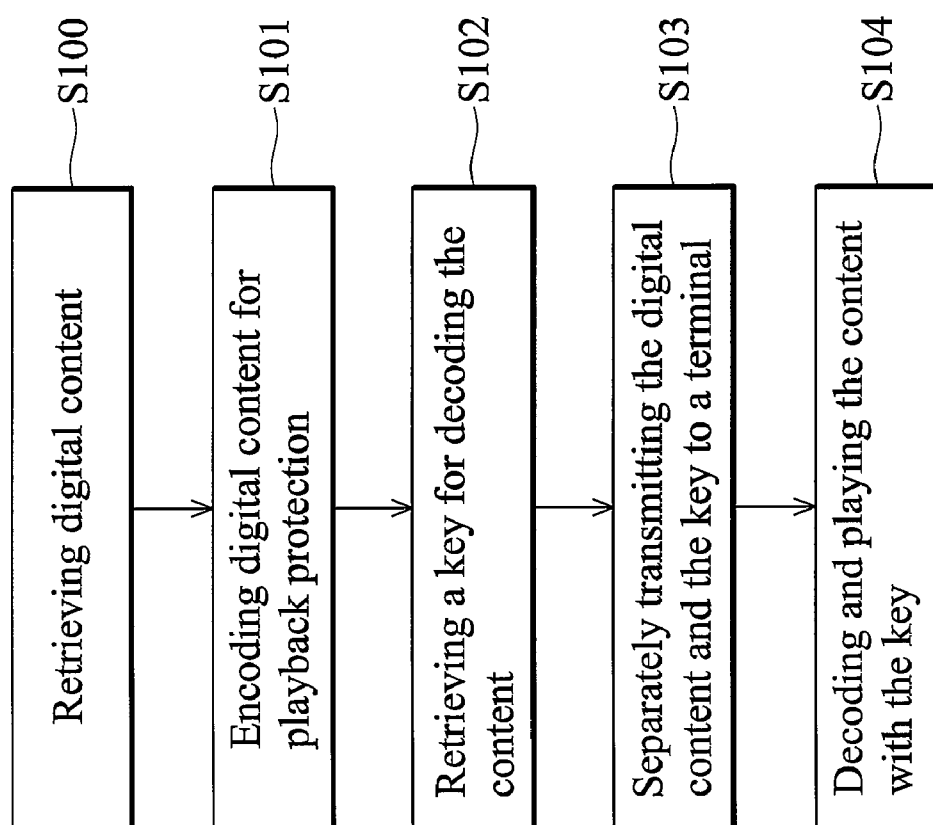 Retrieving digital content
S100
Encoding digital content for
playback protection
S101
Retrieving a key for decoding the
content
S102
Separately transmitting the digital
content and the key to a terminal
S103
Decoding and playing the content
with the key
S104